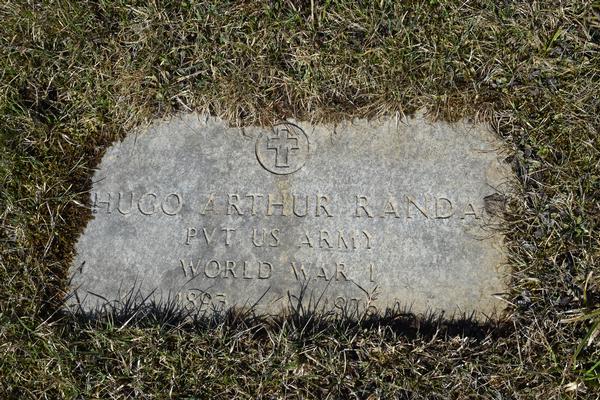 HUGO ARTHUR RANDA
PVT US ARMY
WORLD WAR I